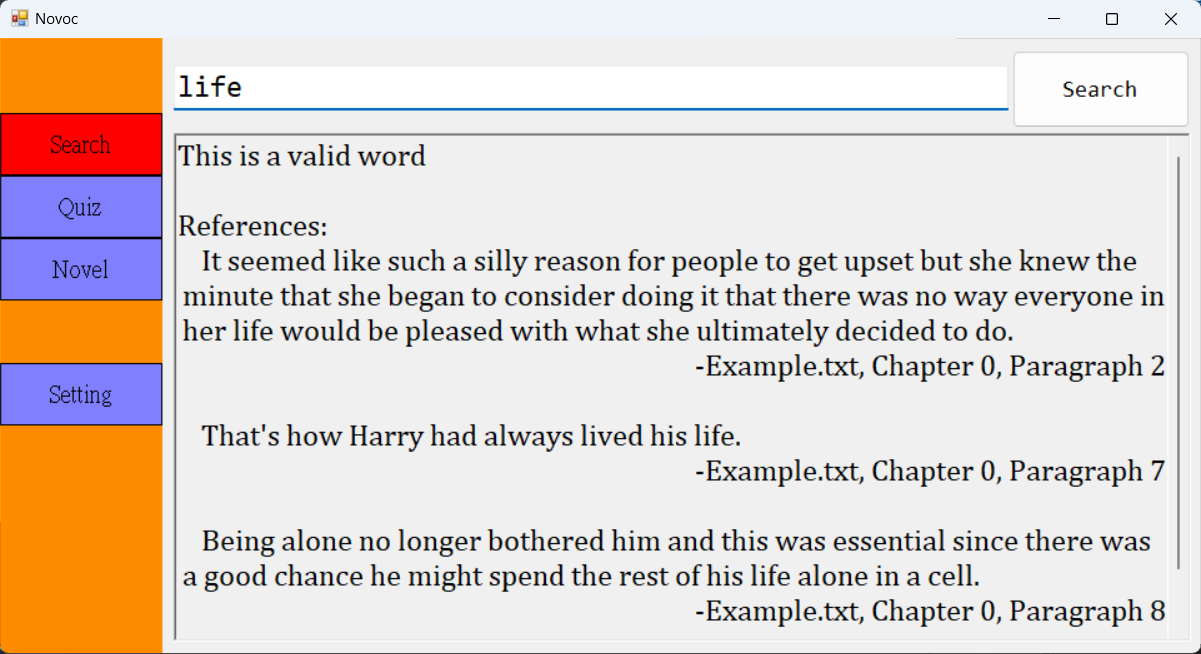 Novoc
life
Search
Search
Quiz
Novel
Setting
This is a valid word
References:
It seemed like such a silly reason for people to get upset but she knew the
minute that she began to consider doing it that there was no way everyone in
her life would be pleased with what she ultimately decided to do.
-Example.txt, Chapter 0, Paragraph 2
That's how Harry had always lived his life.
-Example.txt, Chapter 0, Paragraph 7
Being alone no longer bothered him and this was essential since there was
a good chance he might spend the rest of his life alone in a cell.
-Example.txt, Chapter 0, Paragraph 8